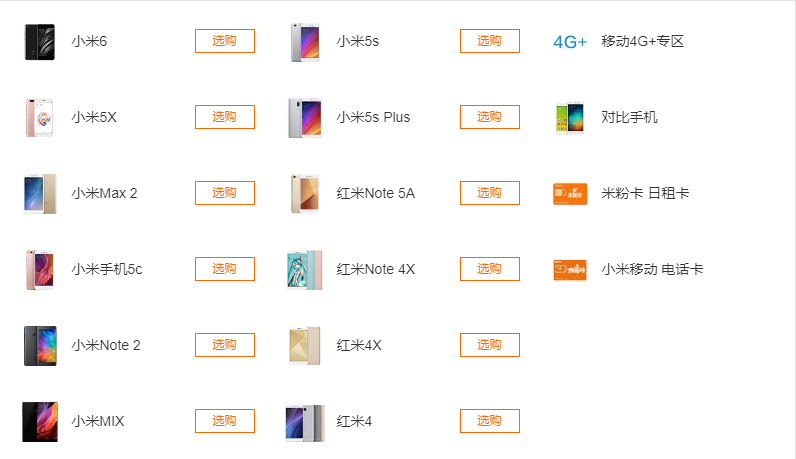 小米6 选购 小米5s 选购 4G+ 移动4G+专区
小米5X 选购 小米5s Plus 选购 对比手机
小米Max 2 选购 红米Note 5A 选购 米粉卡 日租卡
小米手机5c 选购 红米Note 4X 选购 小米移动 电话卡
小米Note 2 选购 红米4X 选购
小米MIX 选购 红米4 选购